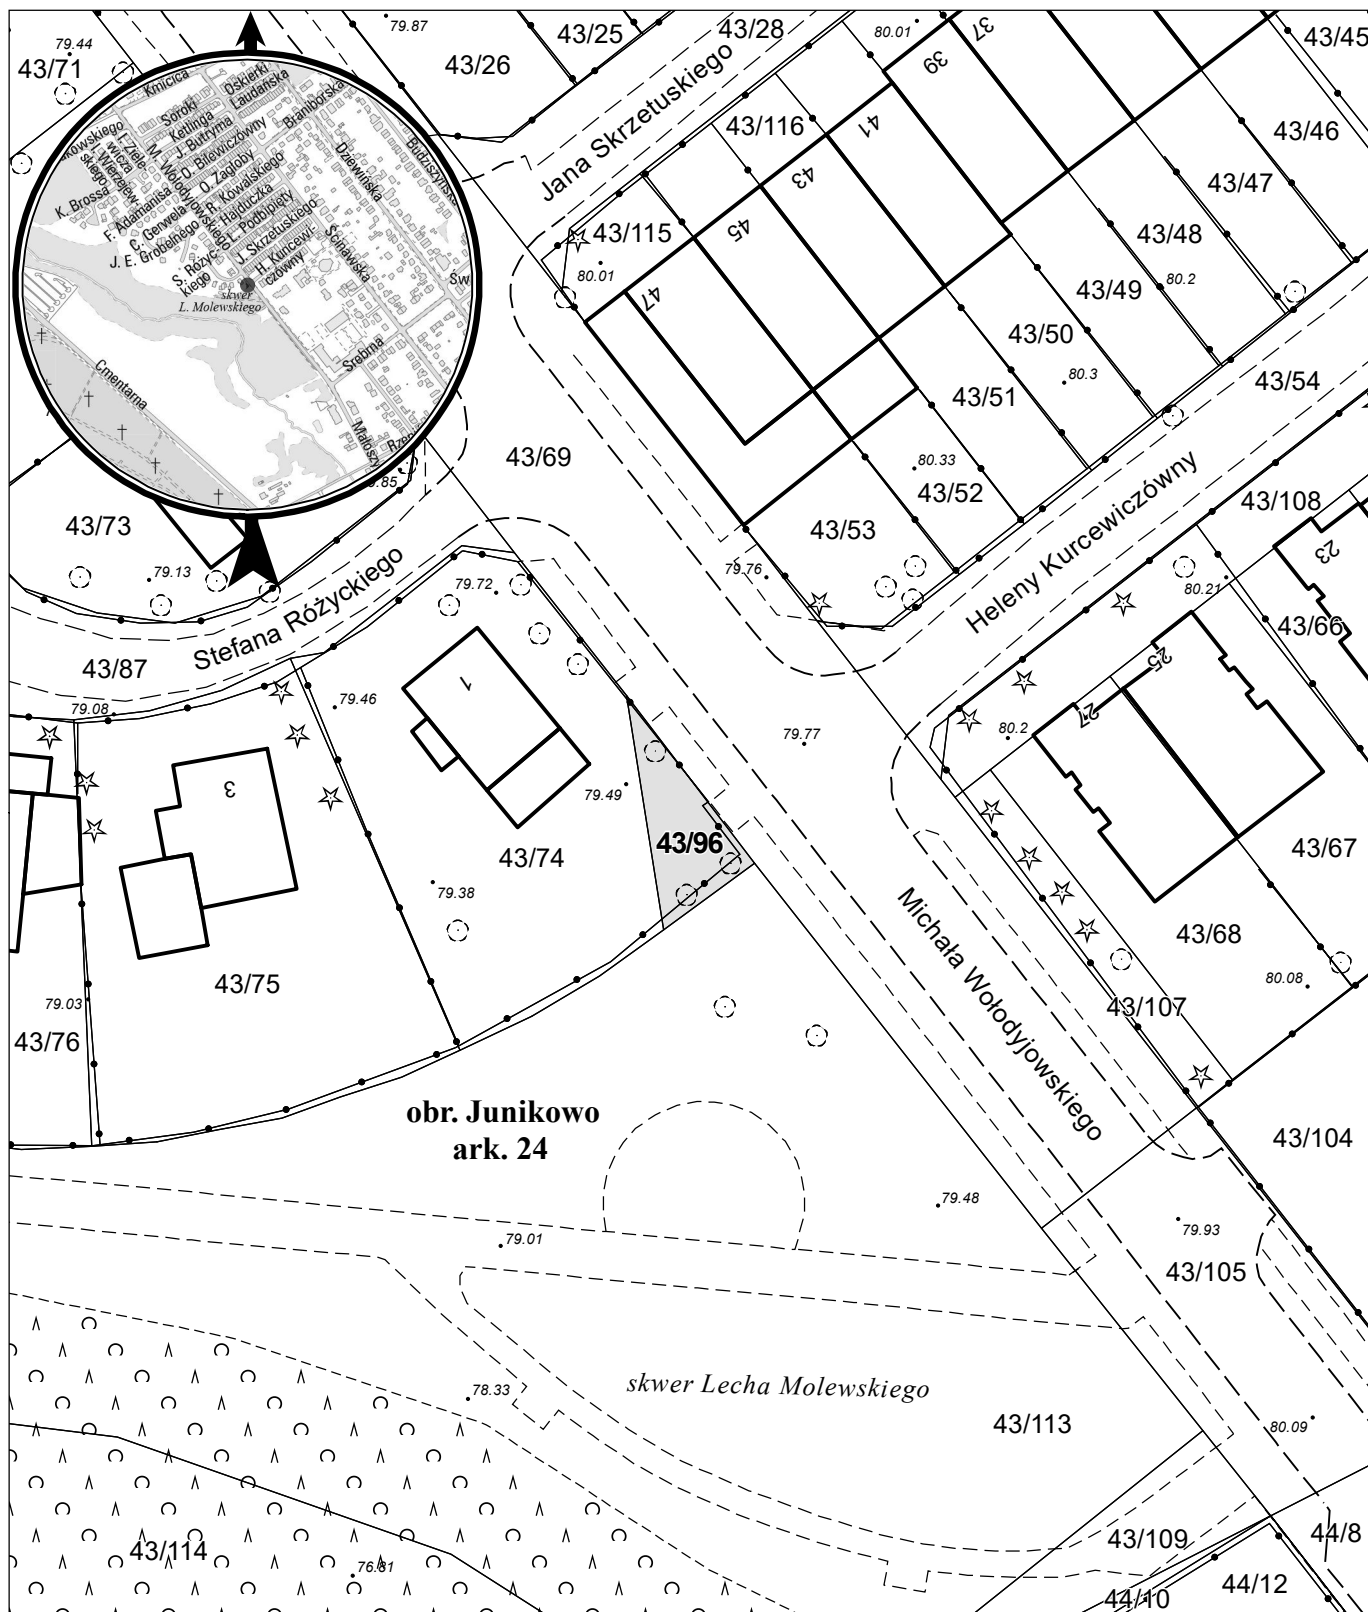 79.44
79.87
43/25
43/28
80.01
37
43/45
43/71
43/26
39
43/46
43/116
41
Jana Skrzetuskiego
43
43/47
43/115
45
43/48
80.01
47
43/49
80.2
43/50
80.3
43/54
43/51
43/69
80.33
43/52
43/108
43/53
23
Heleny Kurcewiczówny
Kmicica
Soroki
Ketlinga
J. Butryma
D. Bilewiczówny
O. Zagłoby
R. Kowalskiego
Hajduczka
L. Podbipięty
J. Skrzetuskiego
H. Kurcewi-
czówny
Laudańska
Braniborska
Dziewińska
Ścinawska
Srebrna
M. Wołodyjowskiego
K. Brossa
F. Adamanisa
C. Gerwela
J. E. Grobelnego
S. Różyc-
kiego
skwer
L. Molewskiego
Cmentarna
Św
43/73
79.13
79.72
79.76
80.21
43/66
Stefana Różyckiego
43/87
79.08
79.46
1
25
27
80.2
79.77
3
79.49
43/96
43/74
43/67
79.38
Michała Wołodyjowskiego
43/68
43/75
80.08
79.03
43/107
43/76
obr. Junikowo
ark. 24
43/104
79.48
79.93
79.01
43/105
skwer Lecha Molewskiego
78.33
43/113
80.09
43/114
43/109
44/8
76.81
44/12
44/10